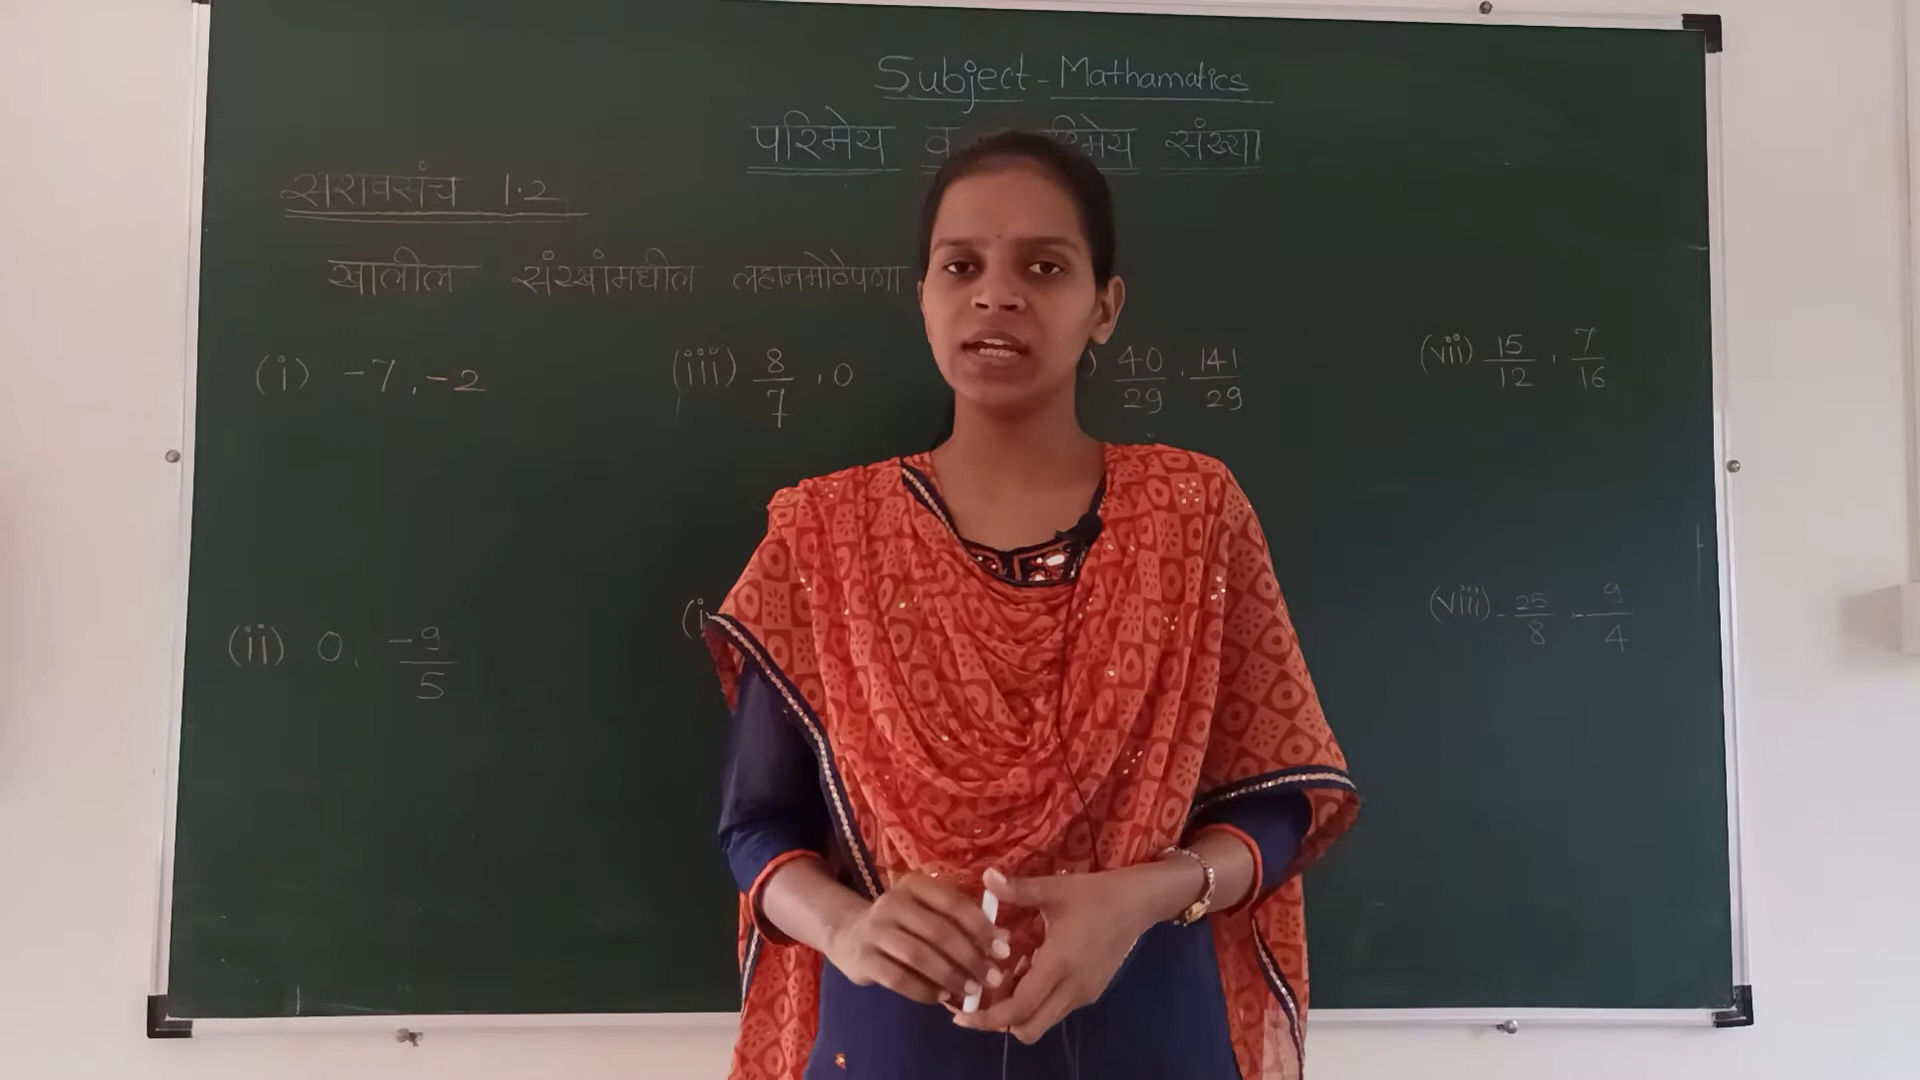 Subject - Mathamatics
परिमेय व रिमेय संख्या
सरावसंच 1.2
खालील संख्यांमधील लहानमोठेपणा
(i) -7, -2
(iii) 8/7, 0
) 40/29, 141/29
(vii) 15/12, 7/16
(ii) 0, -9/5
(i
(viii) -25/8, -9/4